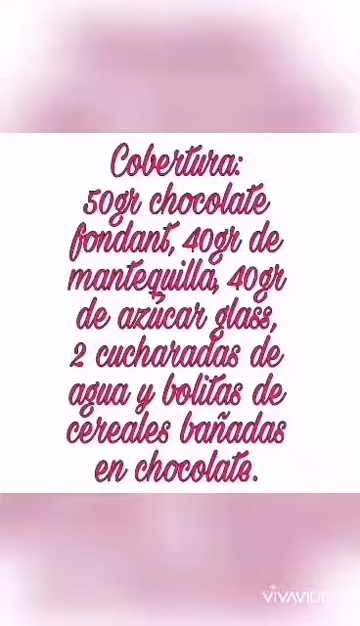 Cobertura:
50gr chocolate
fondant, 40gr de
mantequilla, 40gr
de azúcar glass,
2 cucharadas de
agua y bolitas de
cereales bañadas
en chocolate.